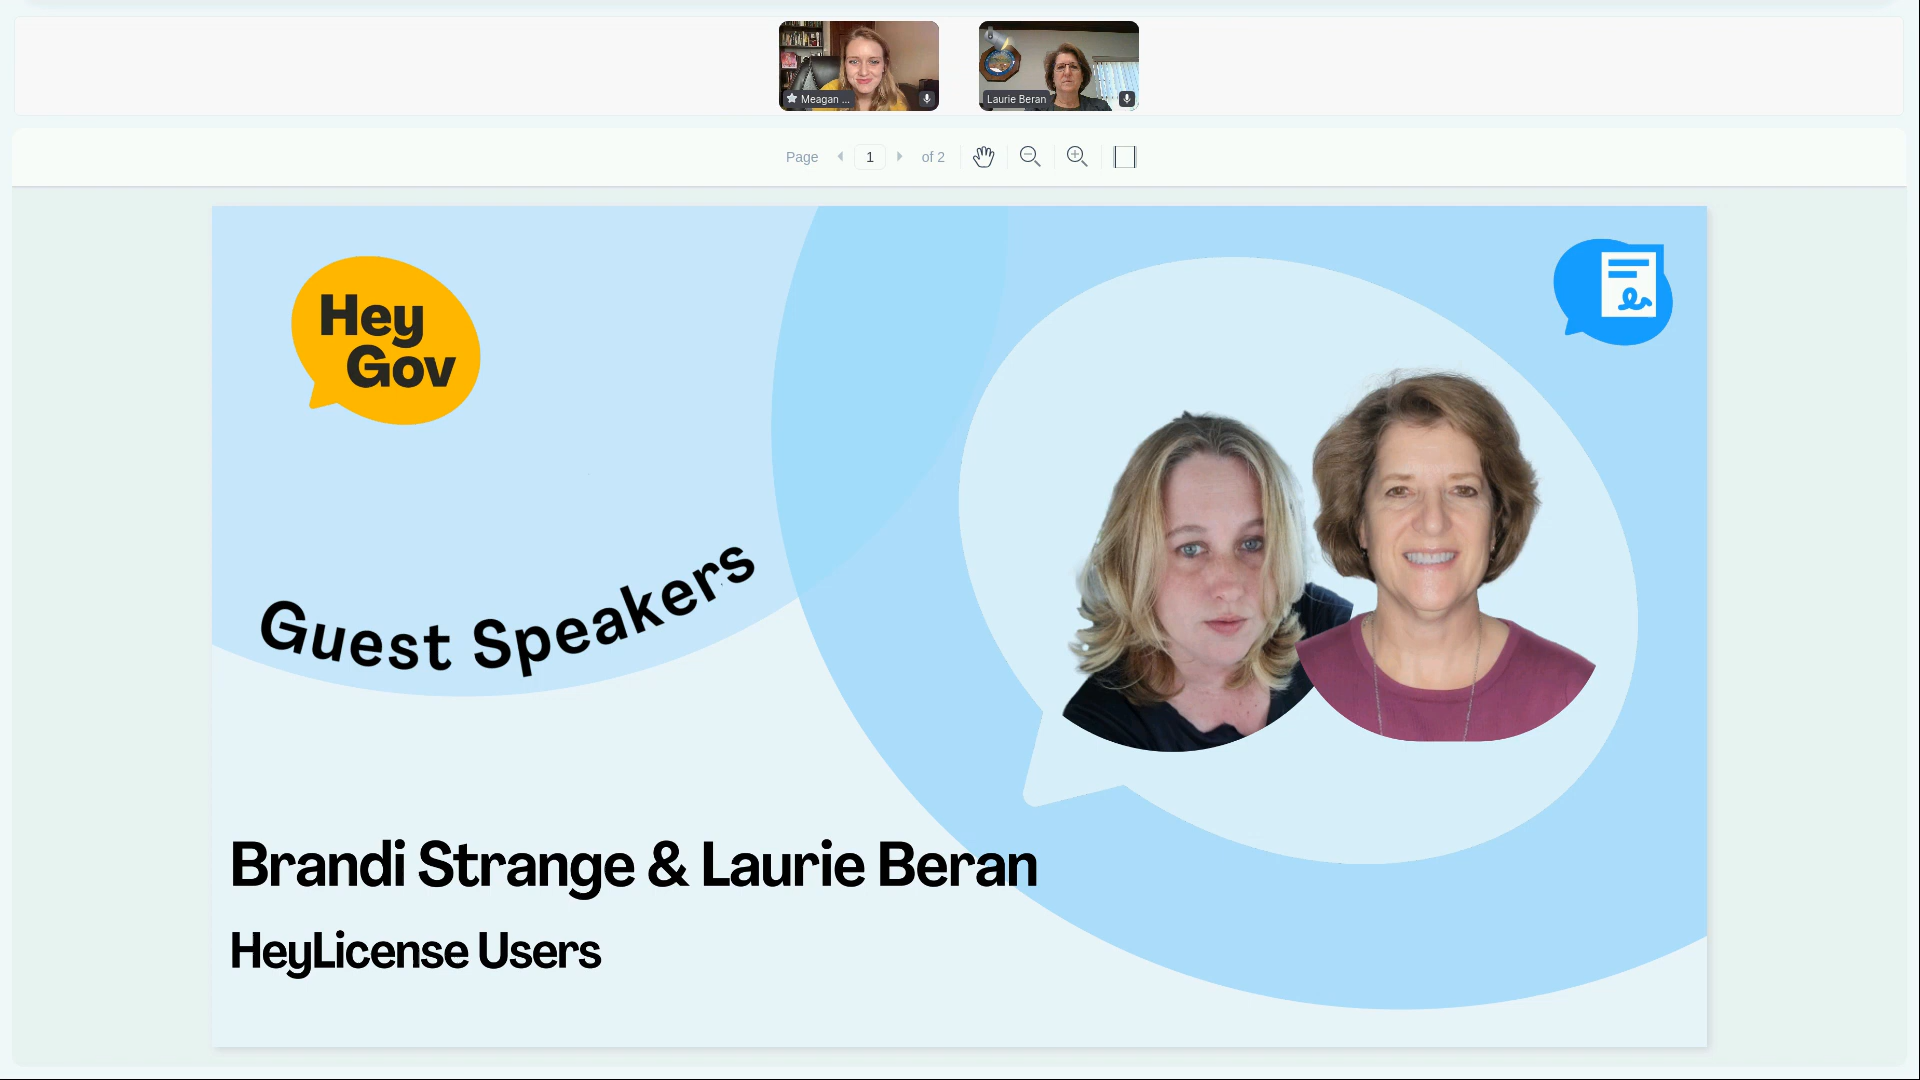 Meagan ...
Laurie Beran
Page 1 of 2
Hey
Gov
Guest Speakers
Brandi Strange & Laurie Beran
HeyLicense Users